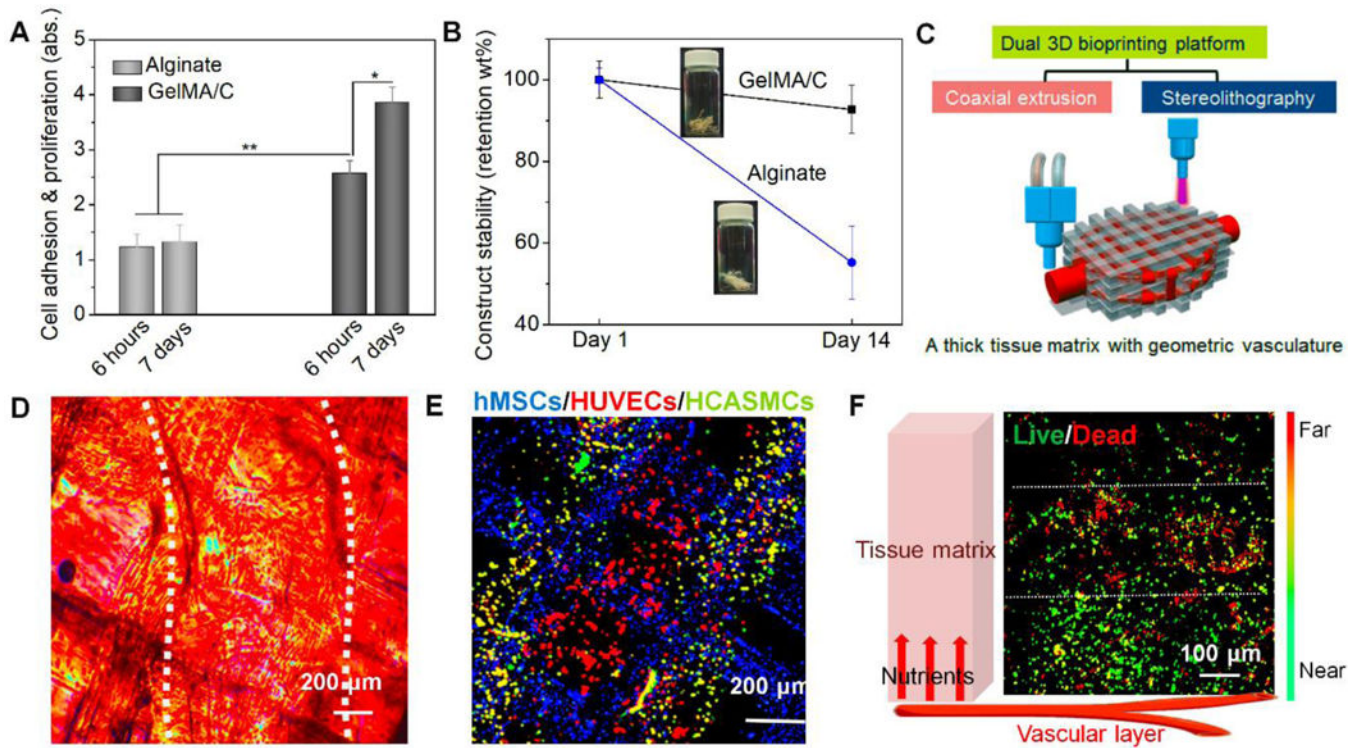 A
Cell adhesion & proliferation (abs.)
5
4
3
2
1
0
Alginate
GelMA/C
**
*
6 hours
7 days
6 hours
7 days
B
Construct stability (retention wt%)
100
80
60
40
GelMA/C
Alginate
Day 1
Day 14
C
Dual 3D bioprinting platform
Coaxial extrusion
Stereolithography
A thick tissue matrix with geometric vasculature
D
200 μm
E
hMSCs/HUVECs/HCASMCs
200 μm
F
Tissue matrix
Nutrients
Live/Dead
100 μm
Far
Near
Vascular layer